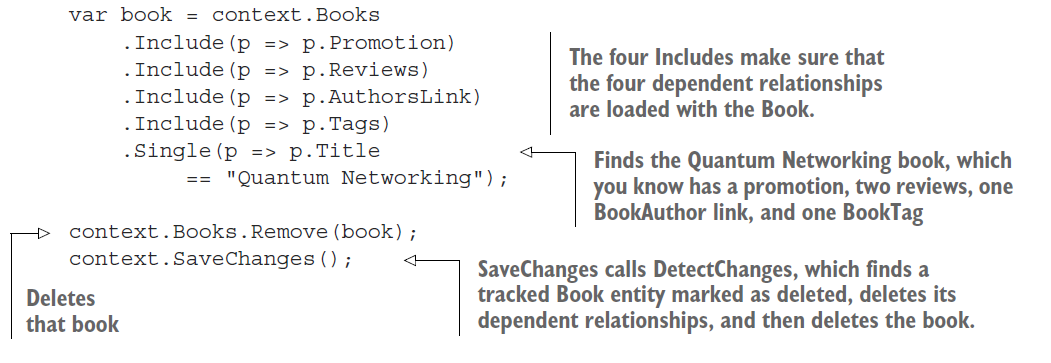 var book = context.Books
.Include(p => p.Promotion)
.Include(p => p.Reviews)
.Include(p => p.AuthorsLink)
.Include(p => p.Tags)
.Single(p => p.Title
== "Quantum Networking");
The four Includes make sure that
the four dependent relationships
are loaded with the Book.
Finds the Quantum Networking book, which
you know has a promotion, two reviews, one
BookAuthor link, and one BookTag
context.Books.Remove(book);
context.SaveChanges();
Deletes
that book
SaveChanges calls DetectChanges, which finds a
tracked Book entity marked as deleted, deletes its
dependent relationships, and then deletes the book.